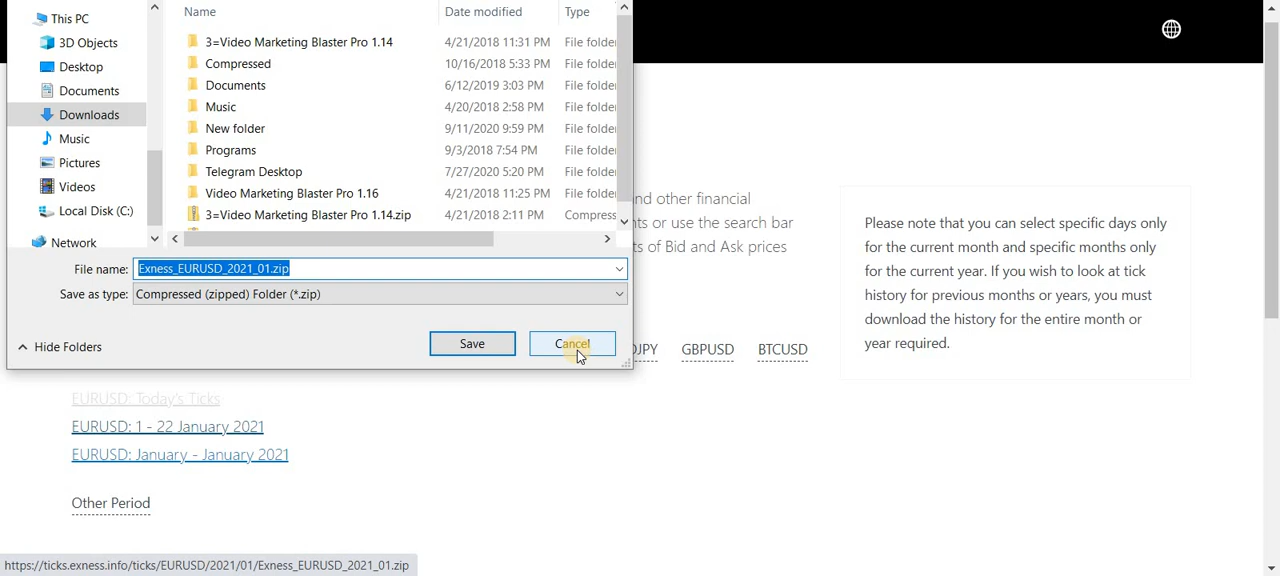 This PC
3D Objects
Desktop
Documents
Downloads
Music
Pictures
Videos
Local Disk (C:)
Network
Name Date modified Type
3=Video Marketing Blaster Pro 1.14 4/21/2018 11:31 PM File folde
Compressed 10/16/2018 5:33 PM File folde
Documents 6/12/2019 3:03 PM File folde
Music 4/20/2018 2:58 PM File folde
New folder 9/11/2020 9:59 PM File folde
Programs 9/3/2018 7:54 PM File folde
Telegram Desktop 7/27/2020 5:20 PM File folde
Video Marketing Blaster Pro 1.16 4/21/2018 11:25 PM File folde
3=Video Marketing Blaster Pro 1.14.zip 4/21/2018 2:11 PM Compress
File name: Exness_EURUSD_2021_01.zip
Save as type: Compressed (zipped) Folder (*.zip)
Hide Folders Save Cancel
nd other financial
nts or use the search bar
ts of Bid and Ask prices
JPY GBPUSD BTCUSD
Please note that you can select specific days only
for the current month and specific months only
for the current year. If you wish to look at tick
history for previous months or years, you must
download the history for the entire month or
year required.
EURUSD: Today's Ticks
EURUSD: 1 - 22 January 2021
EURUSD: January - January 2021
Other Period
https://ticks.exness.info/ticks/EURUSD/2021/01/Exness_EURUSD_2021_01.zip